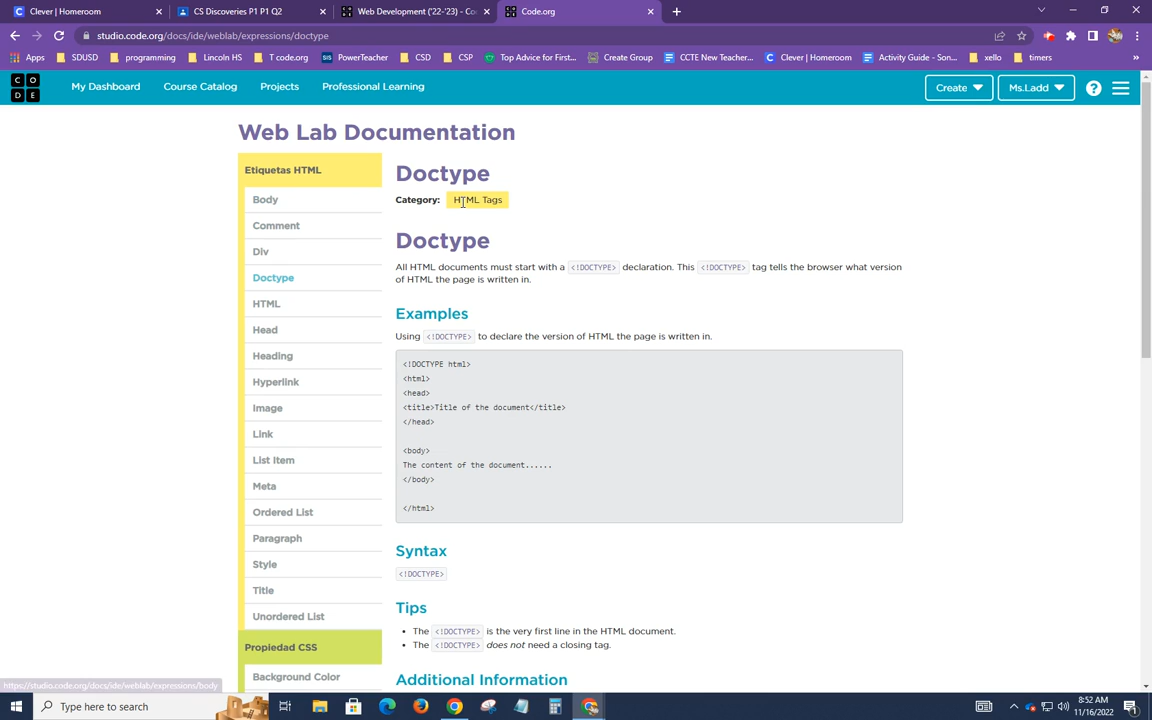 Clever | Homeroom
CS Discoveries P1 P1 Q2
Web Development ('22-'23) - Co
Code.org
studio.code.org/docs/ide/weblab/expressions/doctype
Apps
SDUSD
programming
Lincoln HS
T code.org
SIS PowerTeacher
CSD
CSP
Top Advice for First...
Create Group
CCTE New Teacher...
Clever | Homeroom
Activity Guide - Son...
xello
timers
»
C O
D E
My Dashboard
Course Catalog
Projects
Professional Learning
Create
Ms.Ladd
?
Web Lab Documentation
Etiquetas HTML
Body
Comment
Div
Doctype
HTML
Head
Heading
Hyperlink
Image
Link
List Item
Meta
Ordered List
Paragraph
Style
Title
Unordered List
Propiedad CSS
Background Color
Doctype
Category: HTML Tags
Doctype
All HTML documents must start with a <!DOCTYPE> declaration. This <!DOCTYPE> tag tells the browser what version
of HTML the page is written in.
Examples
Using <!DOCTYPE> to declare the version of HTML the page is written in.
<!DOCTYPE html>
<html>
<head>
<title>Title of the document</title>
</head>
<body>
The content of the document......
</body>
</html>
Syntax
<!DOCTYPE>
Tips
• The <!DOCTYPE> is the very first line in the HTML document.
• The <!DOCTYPE> does not need a closing tag.
Additional Information
https://studio.code.org/docs/ide/weblab/expressions/body
Type here to search
8:52 AM
11/16/2022
1